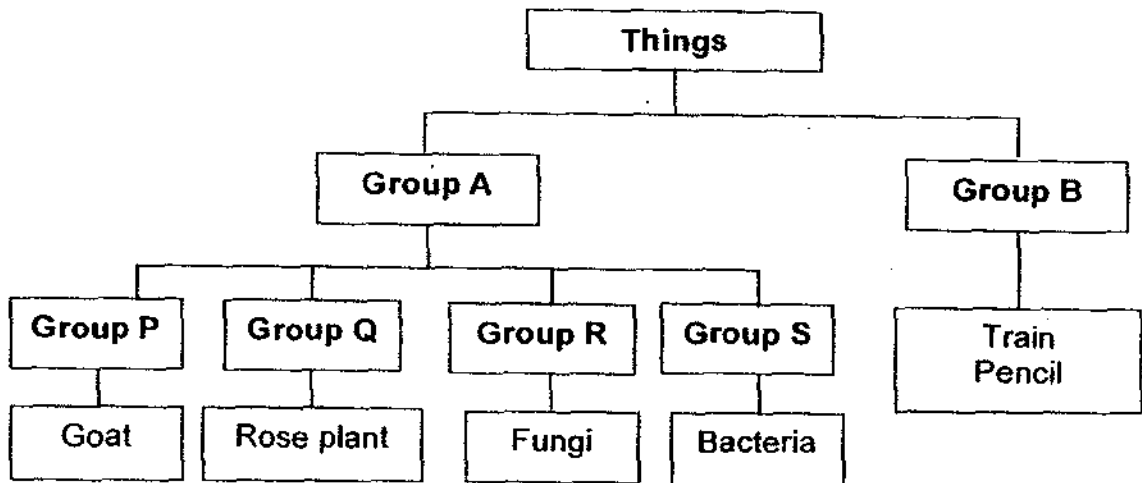 Things
Group A
Group B
Group P
Group Q
Group R
Group S
Train
Pencil
Goat
Rose plant
Fungi
Bacteria